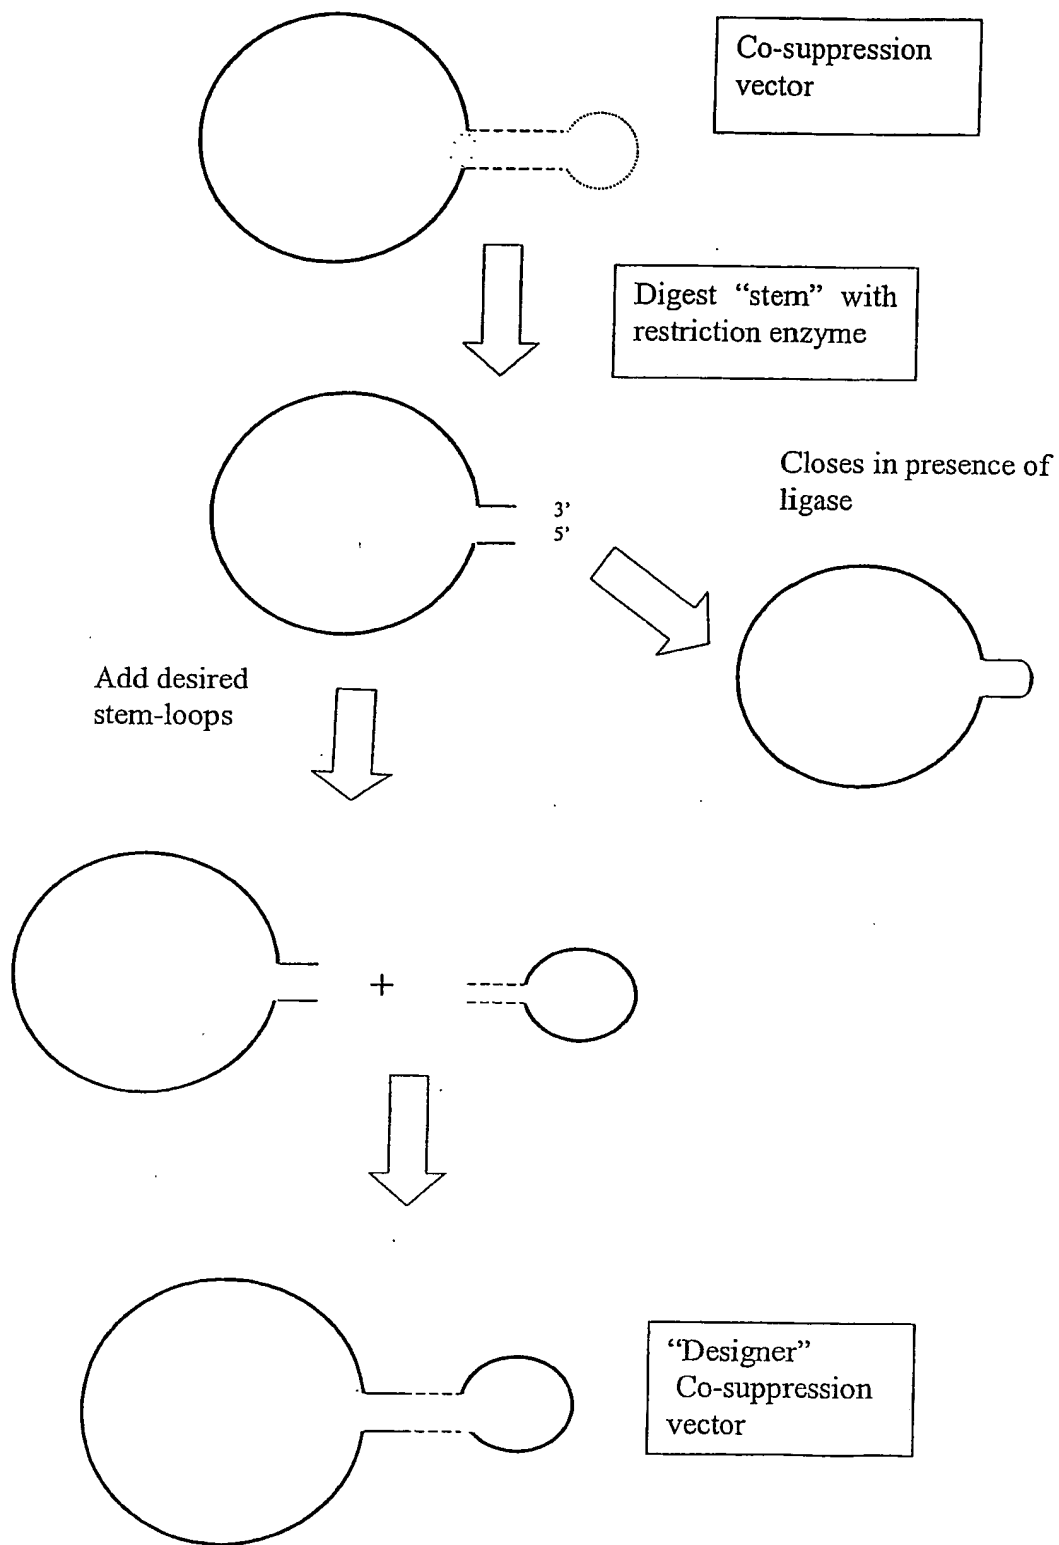 Co-suppression
vector
Digest “stem” with
restriction enzyme
Closes in presence of
ligase
3’
5’
Add desired
stem-loops
+
“Designer”
Co-suppression
vector